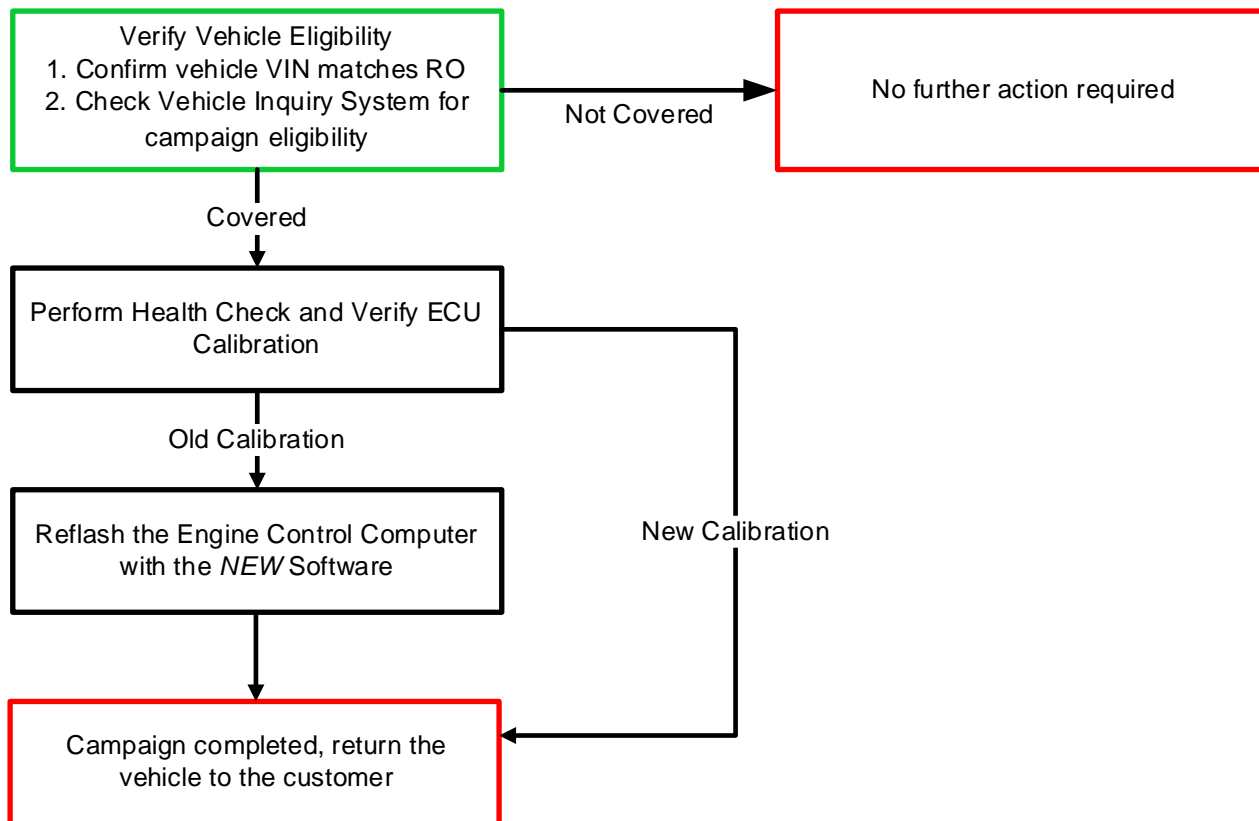 Verify Vehicle Eligibility
1. Confirm vehicle VIN matches RO
2. Check Vehicle Inquiry System for
campaign eligibility
No further action required
Not Covered
Covered
Perform Health Check and Verify ECU
Calibration
Old Calibration
New Calibration
Reflash the Engine Control Computer
with the NEW Software
Campaign completed, return the
vehicle to the customer